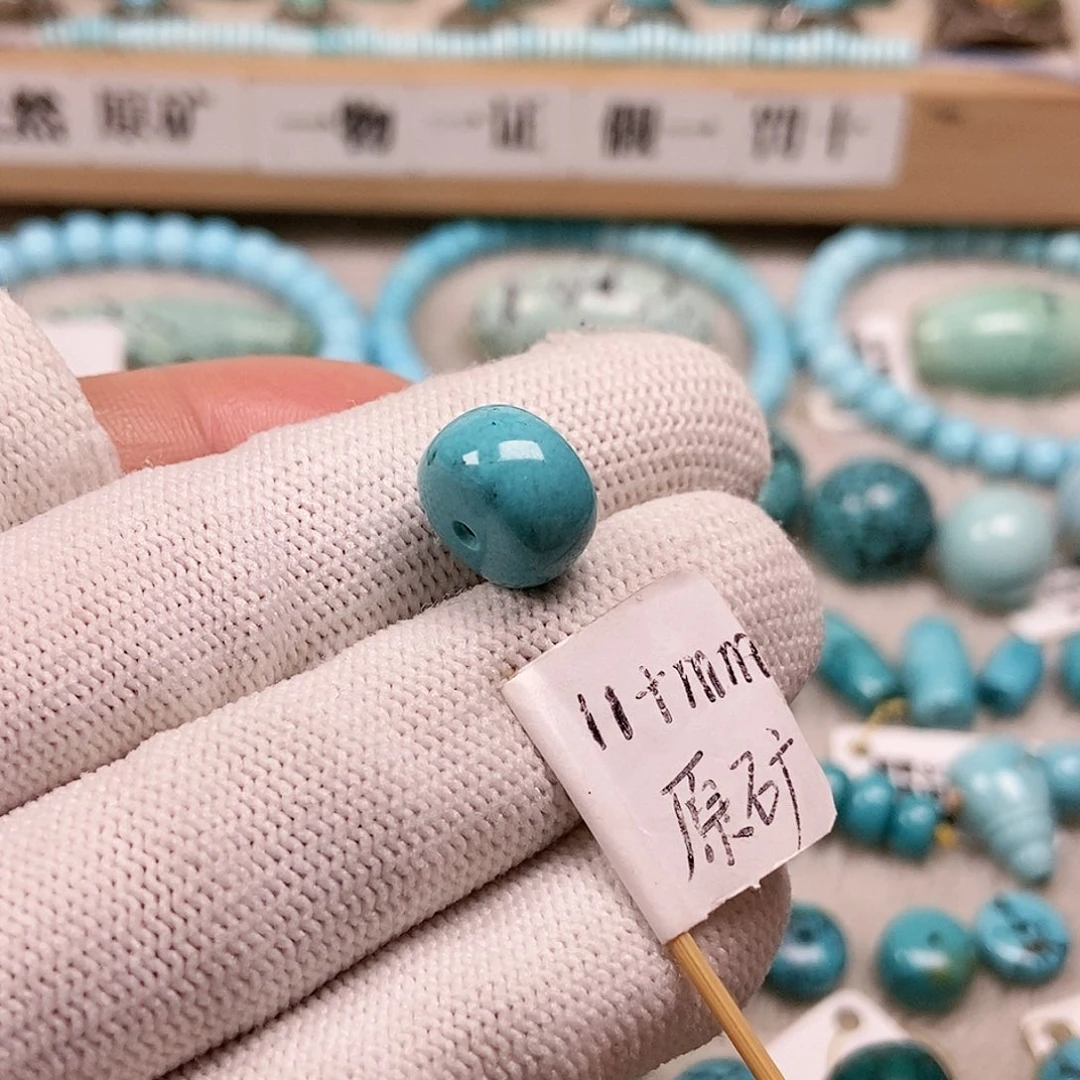 然 原矿 一物 一证 假一罚十
11+mm
原矿